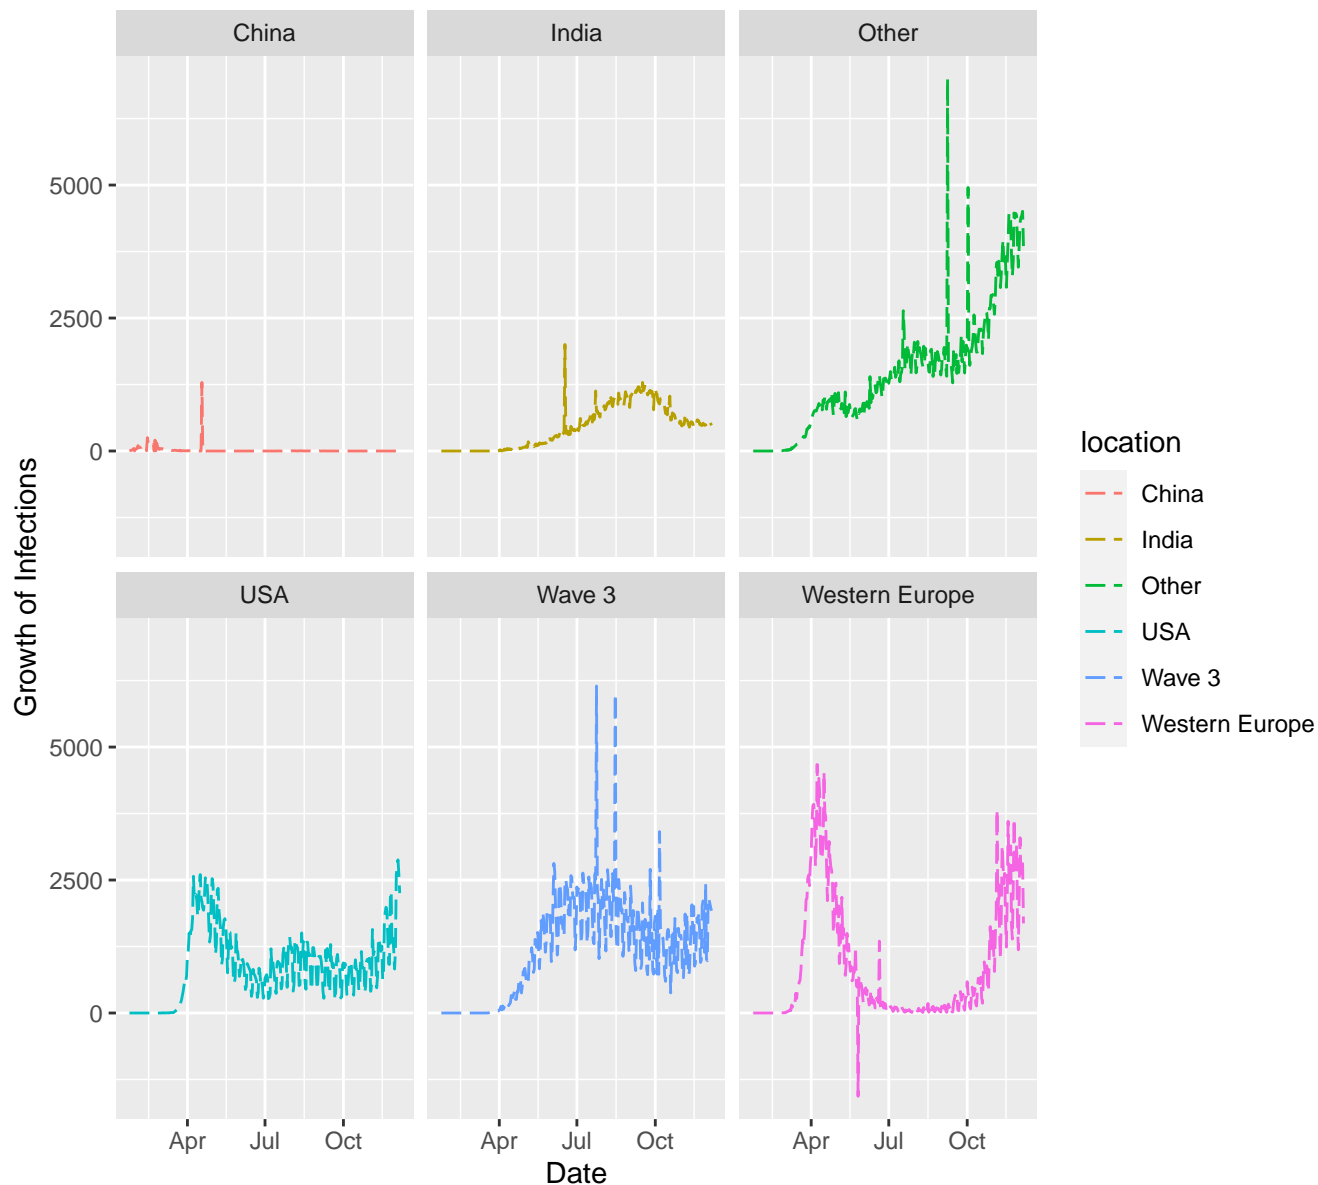 China
India
Other
5000
2500
0
USA
Wave 3
Western Europe
5000
2500
0
Apr
Jul
Oct
Apr
Jul
Oct
Apr
Jul
Oct
Date
Growth of Infections
location
China
India
Other
USA
Wave 3
Western Europe